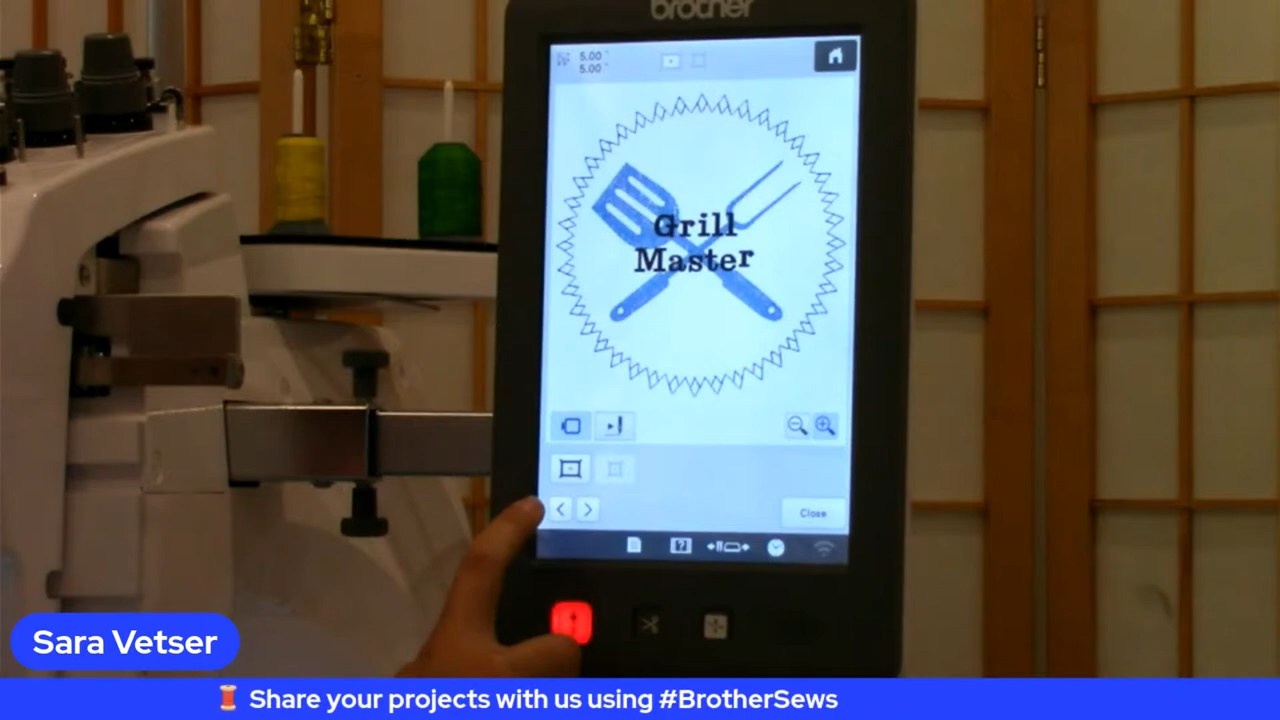 brother
5.00"
5.00"
Grill
Master
Close
Sara Vetser
Share your projects with us using #BrotherSews